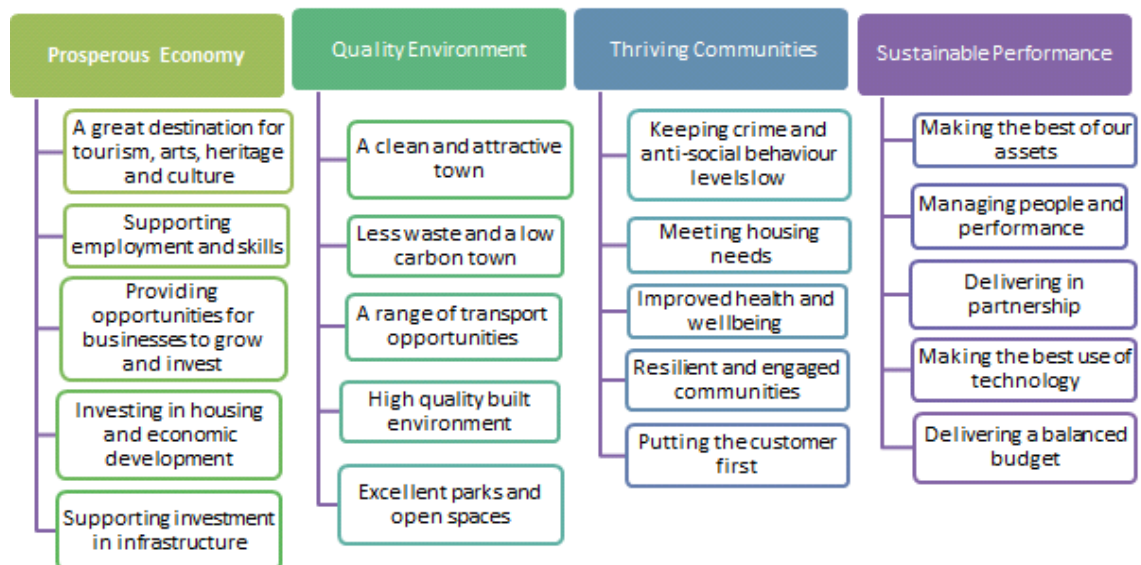 Prosperous Economy
A great destination for
tourism, arts, heritage
and culture
Supporting
employment and skills
Providing
opportunities for
businesses to grow
and invest
Investing in housing
and economic
development
Supporting investment
in infrastructure
Quality Environment
A clean and attractive
town
Less waste and a low
carbon town
A range of transport
opportunities
High quality built
environment
Excellent parks and
open spaces
Thriving Communities
Keeping crime and
anti-social behaviour
levels low
Meeting housing
needs
Improved health and
wellbeing
Resilient and engaged
communities
Putting the customer
first
Sustainable Performance
Making the best of our
assets
Managing people and
performance
Delivering in
partnership
Making the best use of
technology
Delivering a balanced
budget